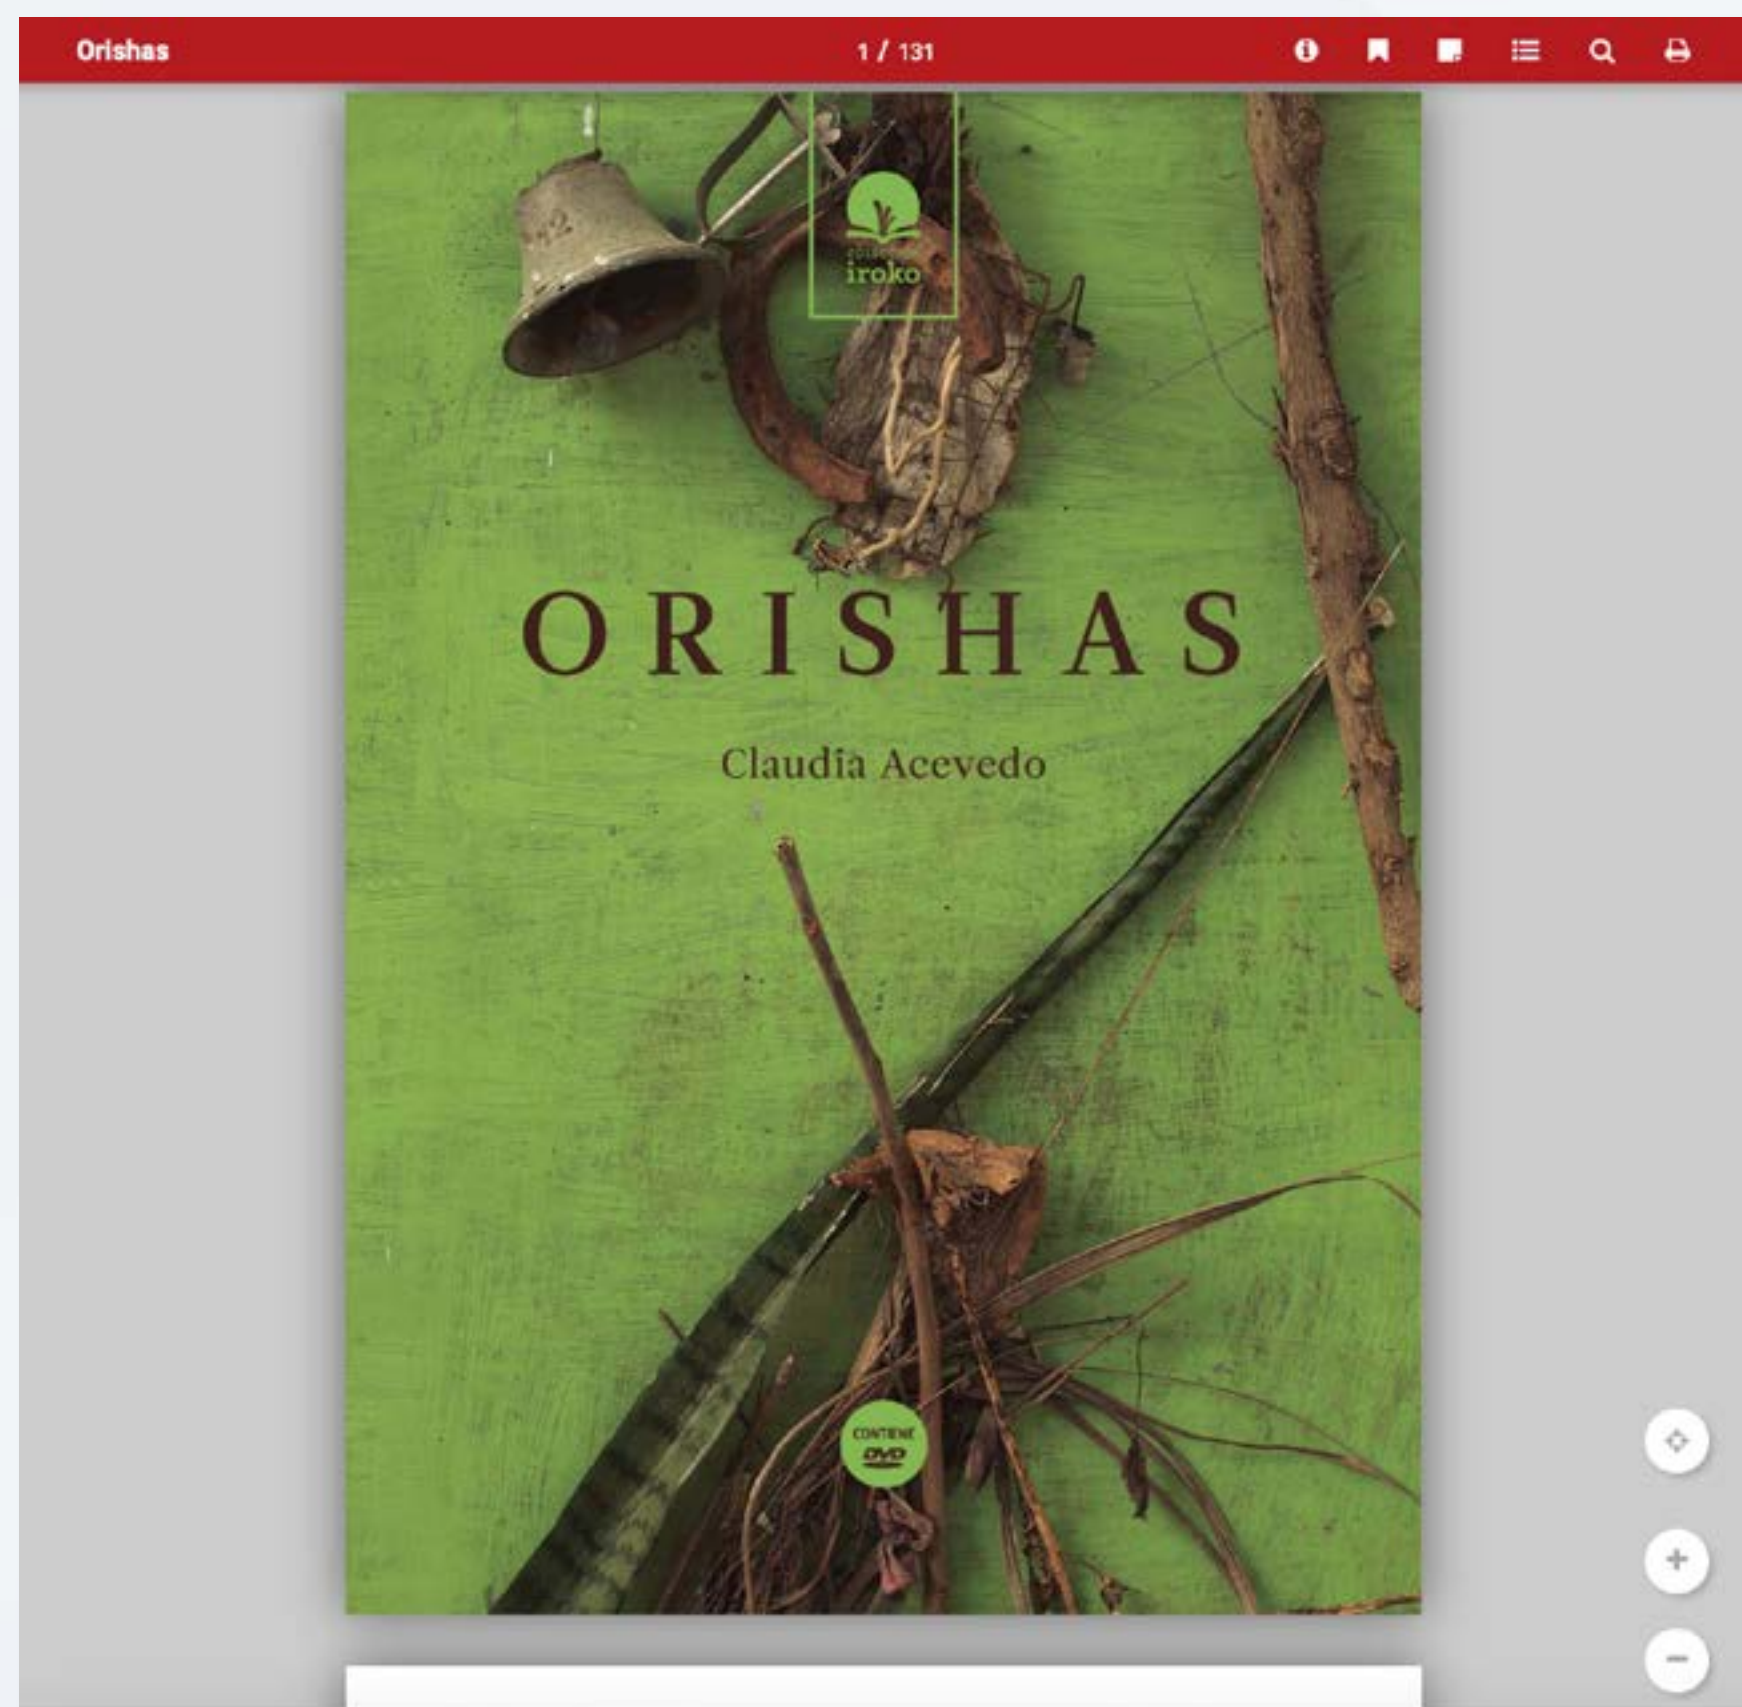 Orishas
1 / 131
iroko
ORISHAS
Claudia Acevedo
CONTIENE
DVD